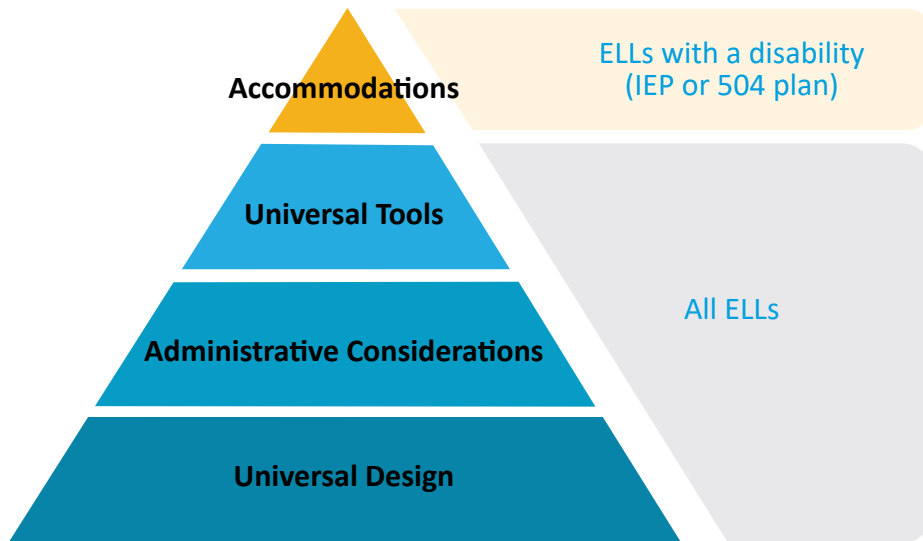 Accommodations
ELLs with a disability
(IEP or 504 plan)
Universal Tools
Administrative Considerations
All ELLs
Universal Design